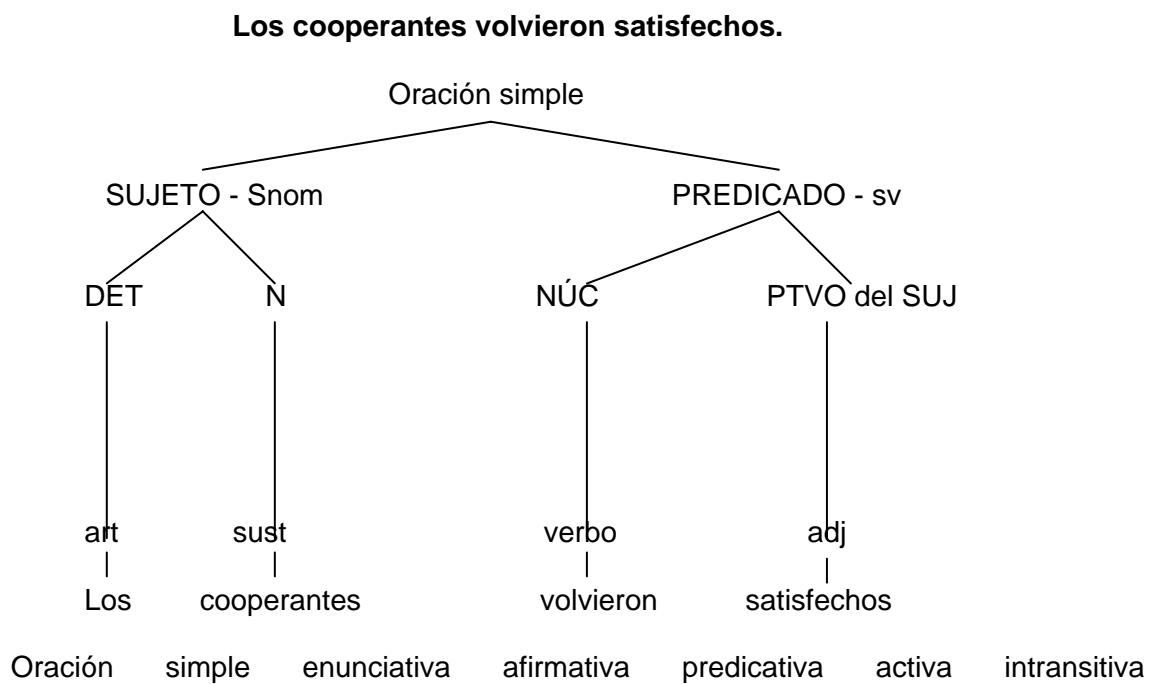 Los cooperantes volvieron satisfechos.
Oración simple
SUJETO - Snom PREDICADO - sv
DET N NÚC PTVO del SUJ
art sust verbo adj
Los cooperantes volvieron satisfechos
Oración simple enunciativa afirmativa predicativa activa intransitiva